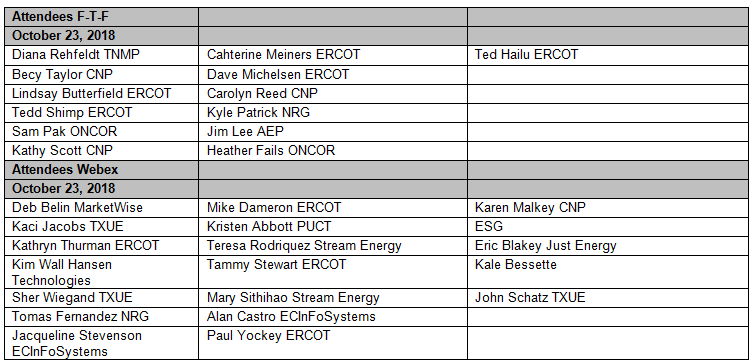 Attendees F-T-F
October 23, 2018
Diana Rehfeldt TNMP Cahterine Meiners ERCOT Ted Hailu ERCOT
Becy Taylor CNP Dave Michelsen ERCOT
Lindsay Butterfield ERCOT Carolyn Reed CNP
Tedd Shimp ERCOT Kyle Patrick NRG
Sam Pak ONCOR Jim Lee AEP
Kathy Scott CNP Heather Fails ONCOR
Attendees Webex
October 23, 2018
Deb Belin MarketWise Mike Dameron ERCOT Karen Malkey CNP
Kaci Jacobs TXUE Kristen Abbott PUCT ESG
Kathryn Thurman ERCOT Teresa Rodriquez Stream Energy Eric Blakey Just Energy
Kim Wall Hansen Tammy Stewart ERCOT Kale Bessette
Technologies
Sher Wiegand TXUE Mary Sithihao Stream Energy John Schatz TXUE
Tomas Fernandez NRG Alan Castro ECInFoSystems
Jacqueline Stevenson Paul Yockey ERCOT
ECInFoSystems